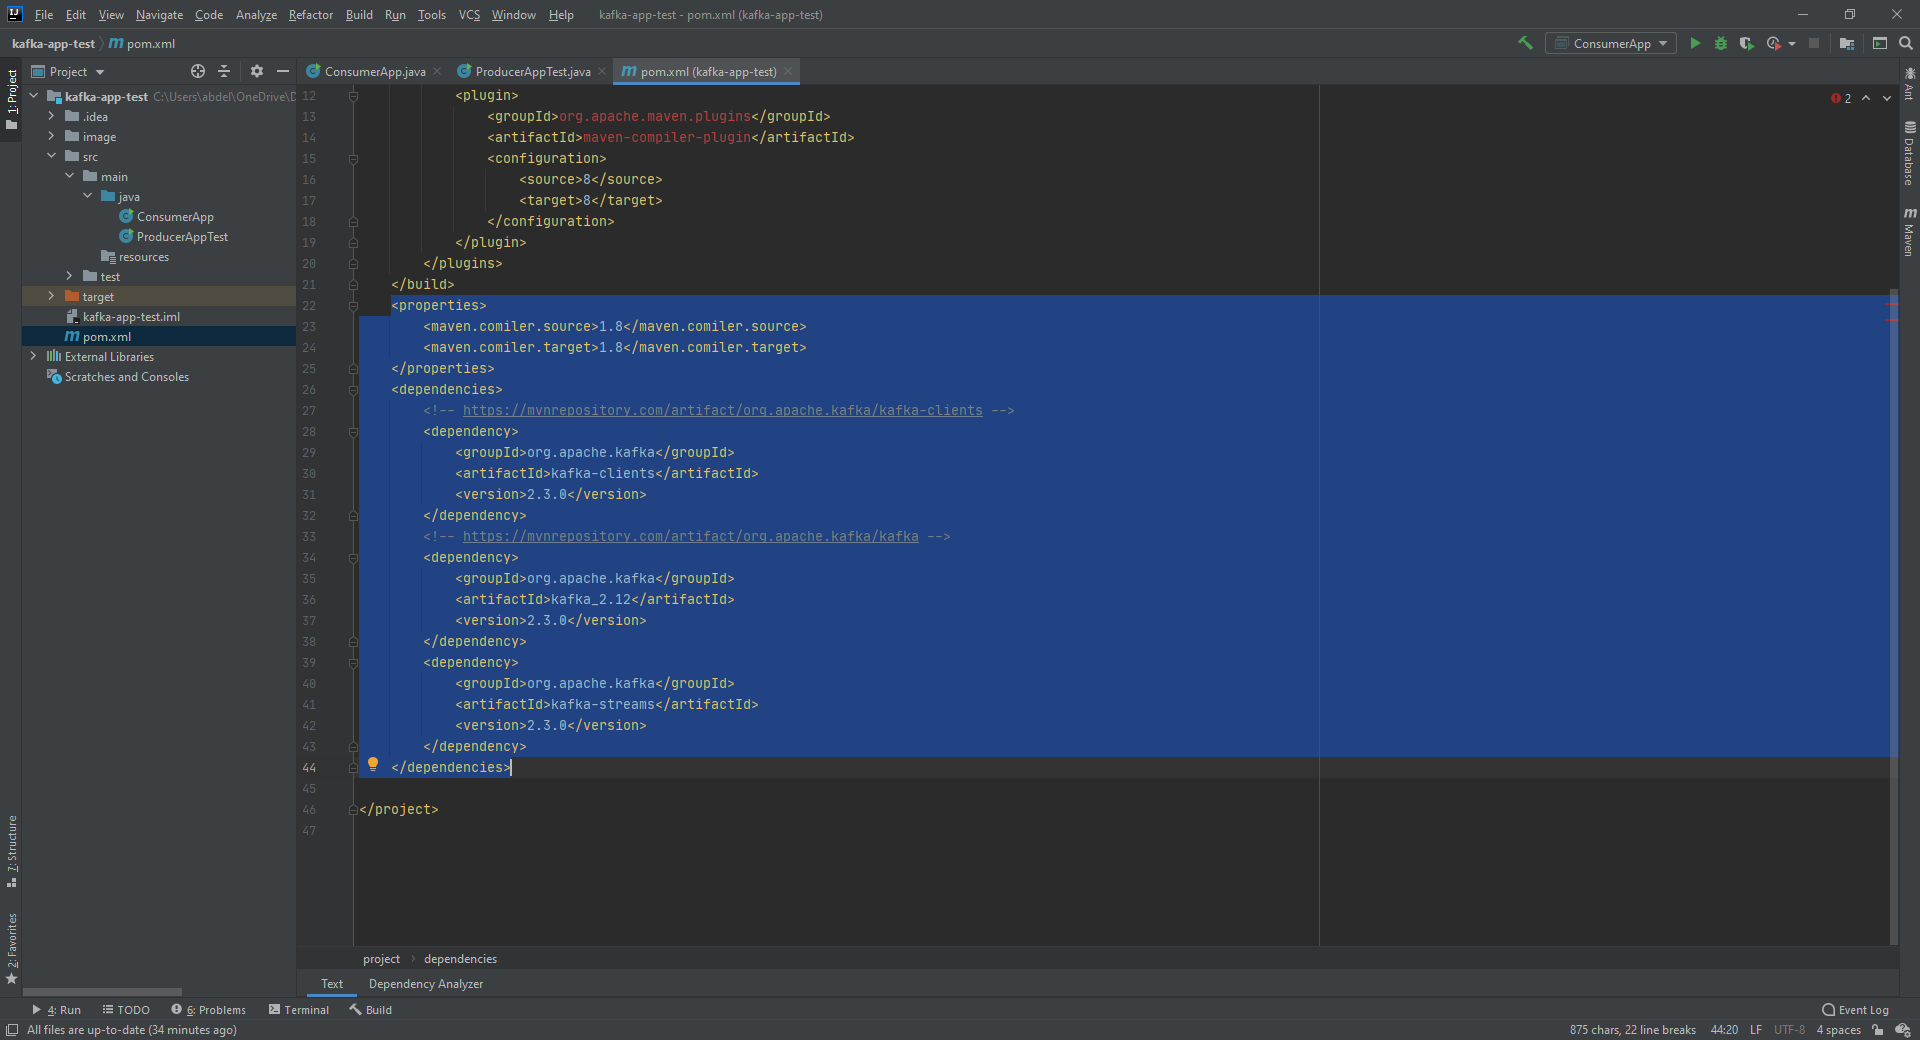 File Edit View Navigate Code Analyze Refactor Build Run Tools VCS Window Help kafka-app-test - pom.xml (kafka-app-test)
kafka-app-test pom.xml ConsumerApp
Project ConsumerApp.java ProducerAppTest.java pom.xml (kafka-app-test)
1: Project
7: Structure
2: Favorites
kafka-app-test C:\Users\abdel\OneDrive\D
.idea
image
src
main
java
ConsumerApp
ProducerAppTest
resources
test
target
kafka-app-test.iml
pom.xml
External Libraries
Scratches and Consoles
12 <plugin>
13 <groupId>org.apache.maven.plugins</groupId>
14 <artifactId>maven-compiler-plugin</artifactId>
15 <configuration>
16 <source>8</source>
17 <target>8</target>
18 </configuration>
19 </plugin>
20 </plugins>
21 </build>
22 <properties>
23 <maven.comiler.source>1.8</maven.comiler.source>
24 <maven.comiler.target>1.8</maven.comiler.target>
25 </properties>
26 <dependencies>
27 <!-- https://mvnrepository.com/artifact/org.apache.kafka/kafka-clients -->
28 <dependency>
29 <groupId>org.apache.kafka</groupId>
30 <artifactId>kafka-clients</artifactId>
31 <version>2.3.0</version>
32 </dependency>
33 <!-- https://mvnrepository.com/artifact/org.apache.kafka/kafka -->
34 <dependency>
35 <groupId>org.apache.kafka</groupId>
36 <artifactId>kafka_2.12</artifactId>
37 <version>2.3.0</version>
38 </dependency>
39 <dependency>
40 <groupId>org.apache.kafka</groupId>
41 <artifactId>kafka-streams</artifactId>
42 <version>2.3.0</version>
43 </dependency>
44 </dependencies>
45
46 </project>
47
2
Ant
Database
Maven
project dependencies
Text Dependency Analyzer
4: Run TODO 6: Problems Terminal Build Event Log
All files are up-to-date (34 minutes ago) 875 chars, 22 line breaks 44:20 LF UTF-8 4 spaces